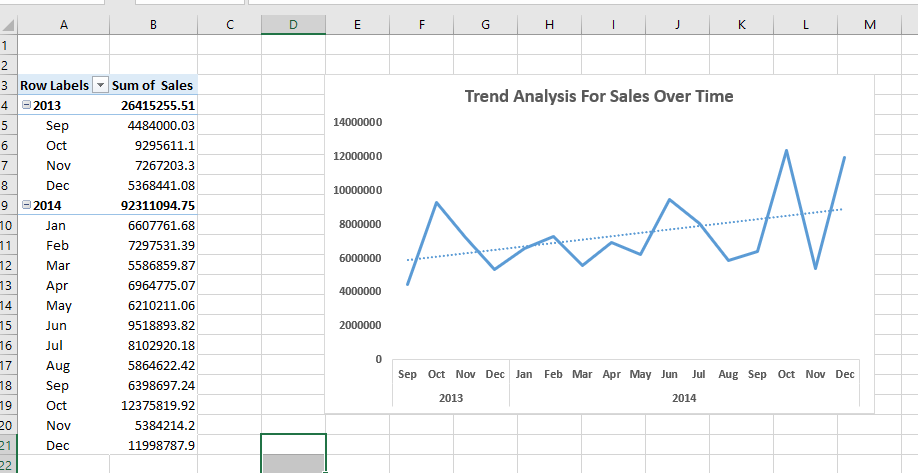 A B C D E F G H I J K L M
1
2
3 Row Labels Sum of  Sales
4 2013 26415255.51
5 Sep 4484000.03
6 Oct 9295611.1
7 Nov 7267203.3
8 Dec 5368441.08
9 2014 92311094.75
10 Jan 6607761.68
11 Feb 7297531.39
12 Mar 5586859.87
13 Apr 6964775.07
14 May 6210211.06
15 Jun 9518893.82
16 Jul 8102920.18
17 Aug 5864622.42
18 Sep 6398697.24
19 Oct 12375819.92
20 Nov 5384214.2
21 Dec 11998787.9
22
Trend Analysis For Sales Over Time
14000000
12000000
10000000
8000000
6000000
4000000
2000000
0
Sep Oct Nov Dec Jan Feb Mar Apr May Jun Jul Aug Sep Oct Nov Dec
2013 2014